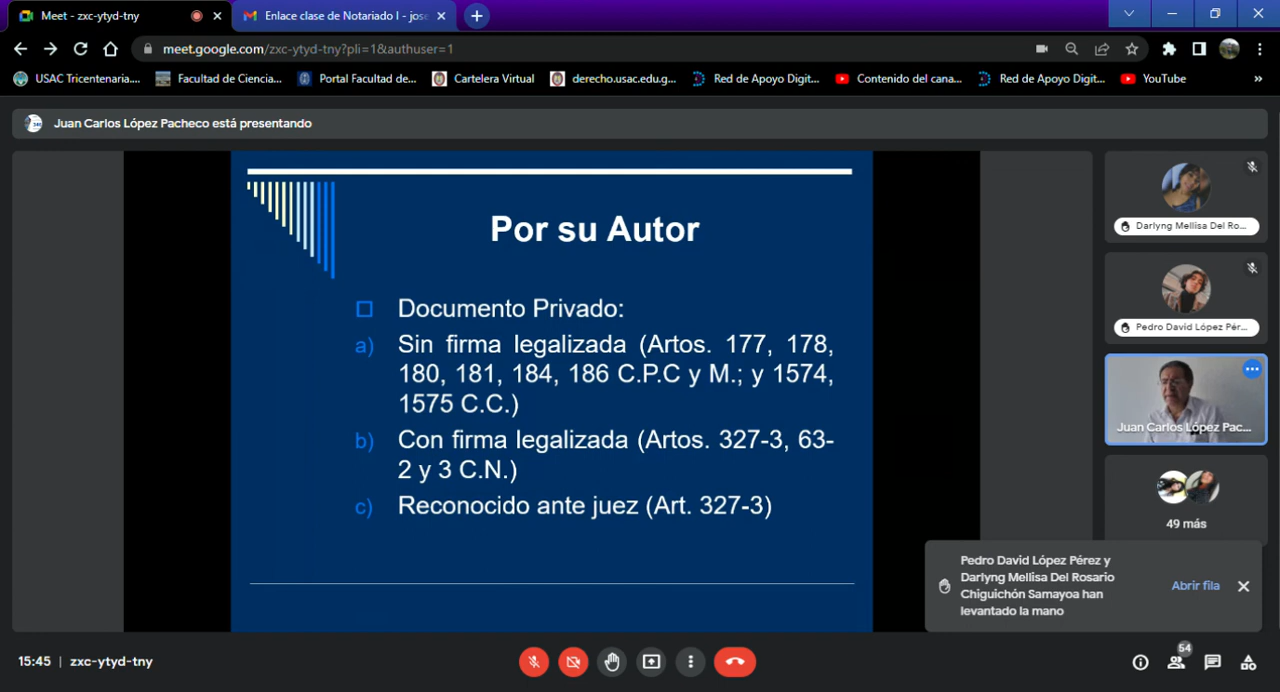 Meet - zxc-ytyd-tny
Enlace clase de Notariado I - jose
meet.google.com/zxc-ytyd-tny?pli=1&authuser=1
USAC Tricentenaria....
Facultad de Ciencia...
Portal Facultad de...
Cartelera Virtual
derecho.usac.edu.g...
Red de Apoyo Digit...
Contenido del cana...
Red de Apoyo Digit...
YouTube
»
Juan Carlos López Pacheco está presentando
Por su Autor
Documento Privado:
a) Sin firma legalizada (Artos. 177, 178,
180, 181, 184, 186 C.P.C y M.; y 1574,
1575 C.C.)
b) Con firma legalizada (Artos. 327-3, 63-
2 y 3 C.N.)
c) Reconocido ante juez (Art. 327-3)
Darlyng Mellisa Del Ro...
Pedro David López Pér...
Juan Carlos López Pac...
49 más
Pedro David López Pérez y
Darlyng Mellisa Del Rosario
Chiguichón Samayoa han
levantado la mano
Abrir fila
15:45 | zxc-ytyd-tny
54